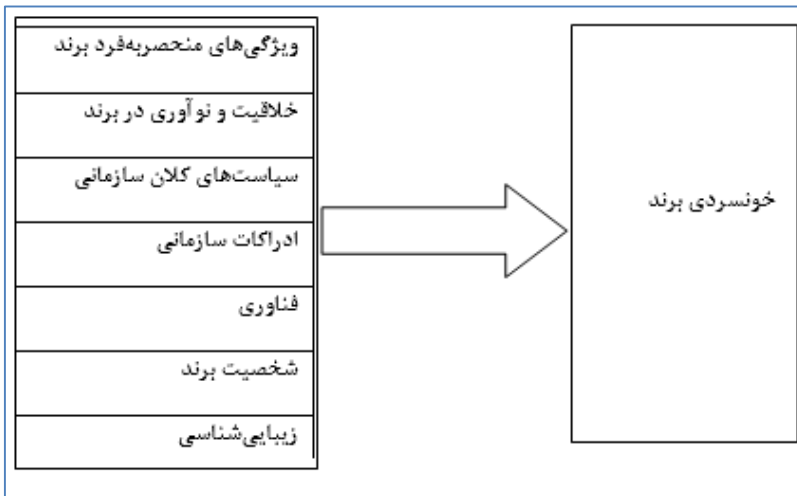 ویژگی‌های منحصربه‌فرد برند
خلاقیت و نوآوری در برند
سیاست‌های کلان سازمانی
ادراکات سازمانی
فناوری
شخصیت برند
زیبایی‌شناسی
خونسردی برند